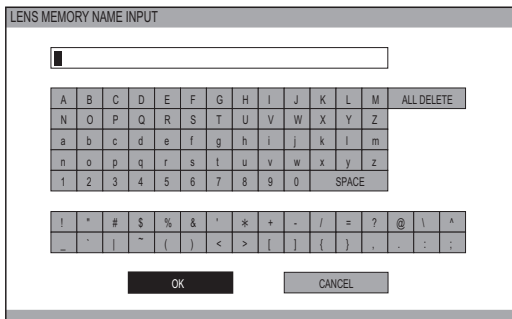 LENS MEMORY NAME INPUT
A B C D E F G H I J K L M ALL DELETE
N O P Q R S T U V W X Y Z
a b c d e f g h i j k l m
n o p q r s t u v w x y z
1 2 3 4 5 6 7 8 9 0 SPACE
! " # $ % & ' * + - / = ? @ \ ^
_ ` | ~ ( ) < > [ ] { } , . : ;
OK CANCEL